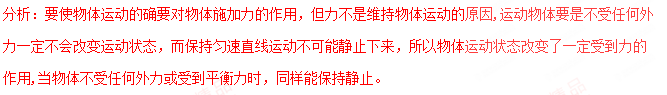 分析：要使物体运动的确要对物体施加力的作用，但力不是维持物体运动的原因,运动物体要是不受任何外
力一定不会改变运动状态，而保持匀速直线运动不可能静止下来，所以物体运动状态改变了一定受到力的
作用,当物体不受任何外力或受到平衡力时，同样能保持静止。